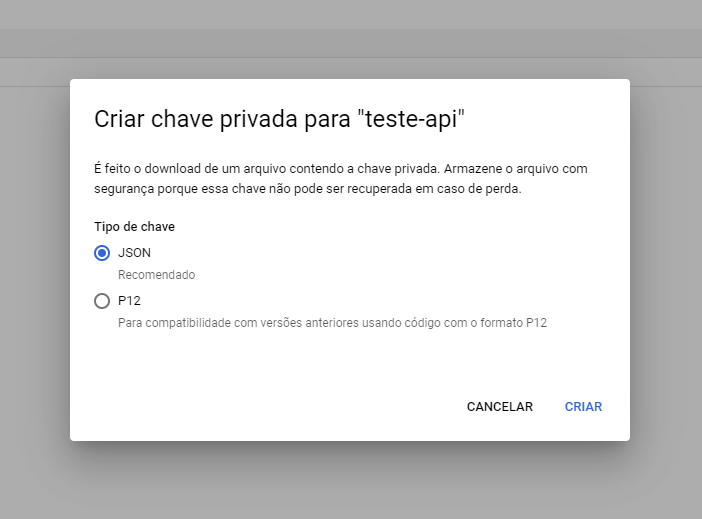 Criar chave privada para "teste-api"
É feito o download de um arquivo contendo a chave privada. Armazene o arquivo com
segurança porque essa chave não pode ser recuperada em caso de perda.
Tipo de chave
JSON
Recomendado
P12
Para compatibilidade com versões anteriores usando código com o formato P12
CANCELAR CRIAR